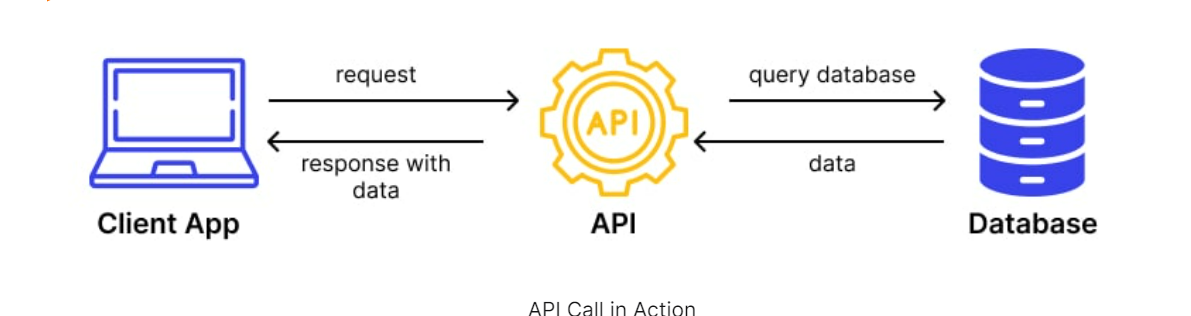 request
query database
API
response with
data
data
Client App
API
Database
API Call in Action